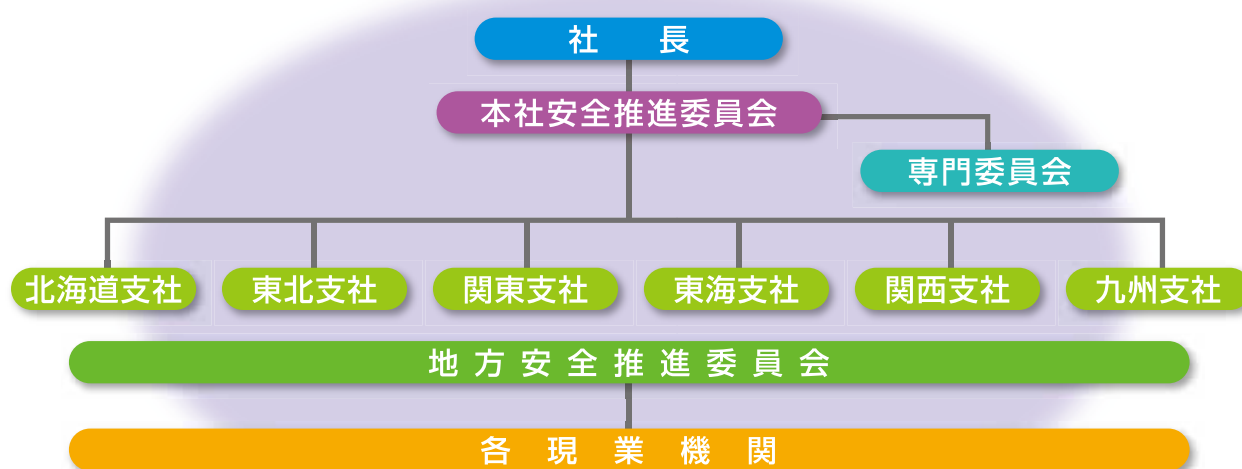 社長
本社安全推進委員会
専門委員会
北海道支社 東北支社 関東支社 東海支社 関西支社 九州支社
地方安全推進委員会
各現業機関